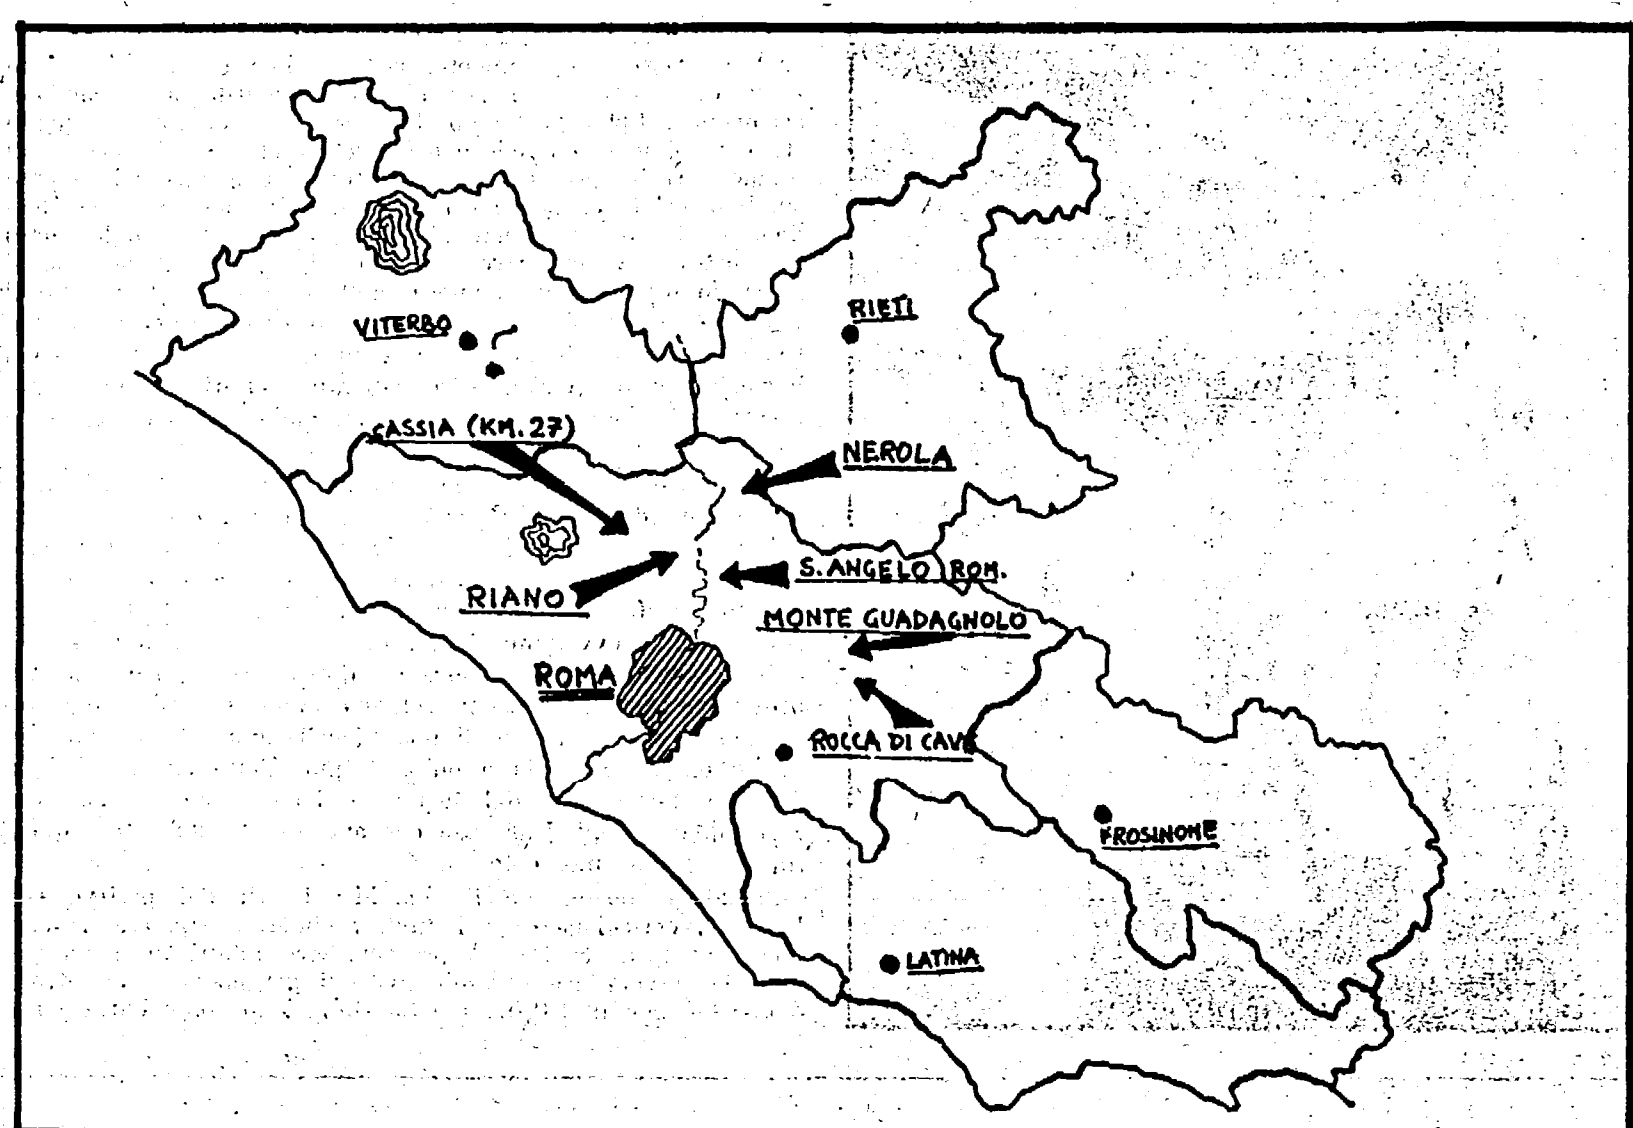 RIETI
VITERBO
CASSIA (KM. 27)
NEROLA
S. ANGELO ROM.
RIANO
MONTE GUADAGNOLO
ROMA
ROCCA DI CAVE
FROSINONE
LATINA